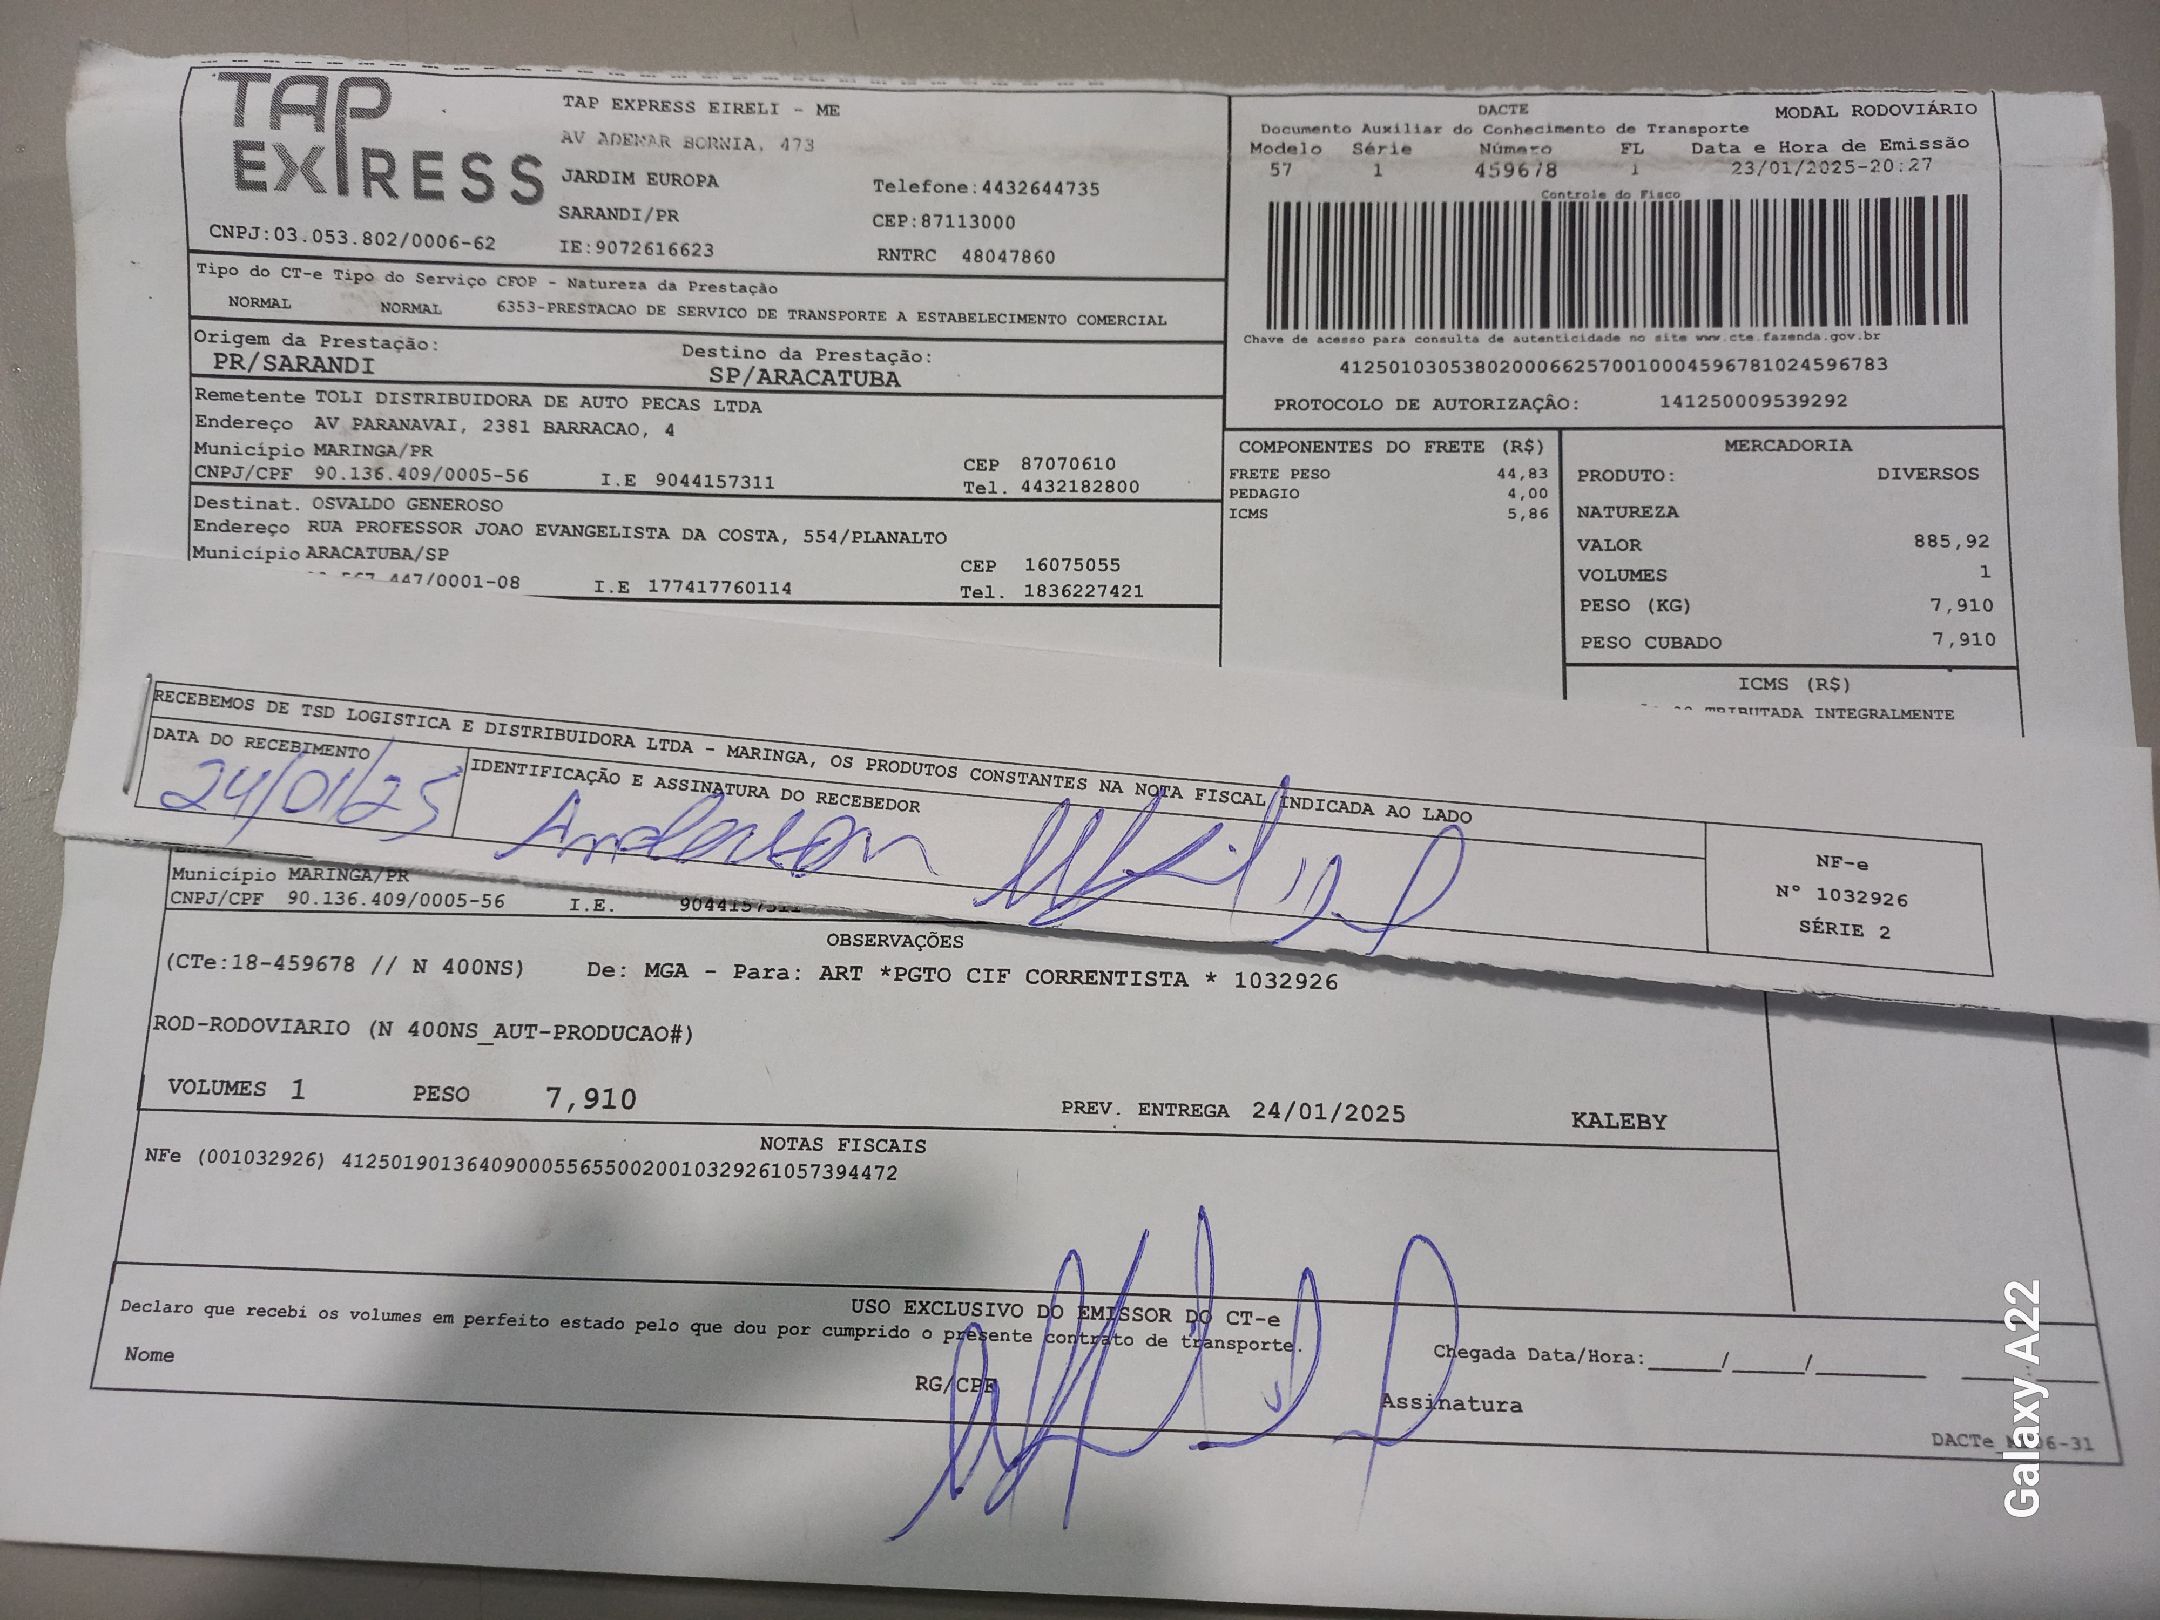 TAP EXPRESS
TAP EXPRESS EIRELI - ME
AV ADEMAR BORNIA, 473
JARDIM EUROPA
Telefone:4432644735
SARANDI/PR
CEP:87113000
CNPJ:03.053.802/0006-62
IE:9072616623
RNTRC 48047860
DACTE
MODAL RODOVIÁRIO
Documento Auxiliar do Conhecimento de Transporte
Modelo Série Número FL Data e Hora de Emissão
57 1 459678 1 23/01/2025-20:27
Controle do Fisco
Chave de acesso para consulta de autenticidade no site www.cte.fazenda.gov.br
41250103053802000662570010004596781024596783
PROTOCOLO DE AUTORIZAÇÃO: 141250009539292
Tipo do CT-e Tipo do Serviço CFOP - Natureza da Prestação
NORMAL NORMAL 6353-PRESTACAO DE SERVICO DE TRANSPORTE A ESTABELECIMENTO COMERCIAL
Origem da Prestação: Destino da Prestação:
PR/SARANDI SP/ARACATUBA
Remetente TOLI DISTRIBUIDORA DE AUTO PECAS LTDA
Endereço AV PARANAVAI, 2381 BARRACAO, 4
Município MARINGA/PR CEP 87070610
CNPJ/CPF 90.136.409/0005-56 I.E 9044157311 Tel. 4432182800
Destinat. OSVALDO GENEROSO
Endereço RUA PROFESSOR JOAO EVANGELISTA DA COSTA, 554/PLANALTO
Município ARACATUBA/SP CEP 16075055
447/0001-08 I.E 177417760114 Tel. 1836227421
COMPONENTES DO FRETE (R$)
FRETE PESO 44,83
PEDAGIO 4,00
ICMS 5,86
MERCADORIA
PRODUTO: DIVERSOS
NATUREZA
VALOR 885,92
VOLUMES 1
PESO (KG) 7,910
PESO CUBADO 7,910
ICMS (R$)
TRIBUTADA INTEGRALMENTE
RECEBEMOS DE TSD LOGISTICA E DISTRIBUIDORA LTDA - MARINGA, OS PRODUTOS CONSTANTES NA NOTA FISCAL INDICADA AO LADO
DATA DO RECEBIMENTO
24/01/25
IDENTIFICAÇÃO E ASSINATURA DO RECEBEDOR
Anderson
NF-e
Nº 1032926
SÉRIE 2
Município MARINGA/PR
CNPJ/CPF 90.136.409/0005-56 I.E. 9044157311
OBSERVAÇÕES
(CTe:18-459678 // N 400NS) De: MGA - Para: ART *PGTO CIF CORRENTISTA * 1032926
ROD-RODOVIARIO (N 400NS_AUT-PRODUCAO#)
VOLUMES 1 PESO 7,910 PREV. ENTREGA 24/01/2025 KALEBY
NOTAS FISCAIS
NFe (001032926) 41250190136409000556550020010329261057394472
USO EXCLUSIVO DO EMISSOR DO CT-e
Declaro que recebi os volumes em perfeito estado pelo que dou por cumprido o presente contrato de transporte.
Nome RG/CPF Chegada Data/Hora:_____/_____/_______
Assinatura
DACTe
Galaxy A22